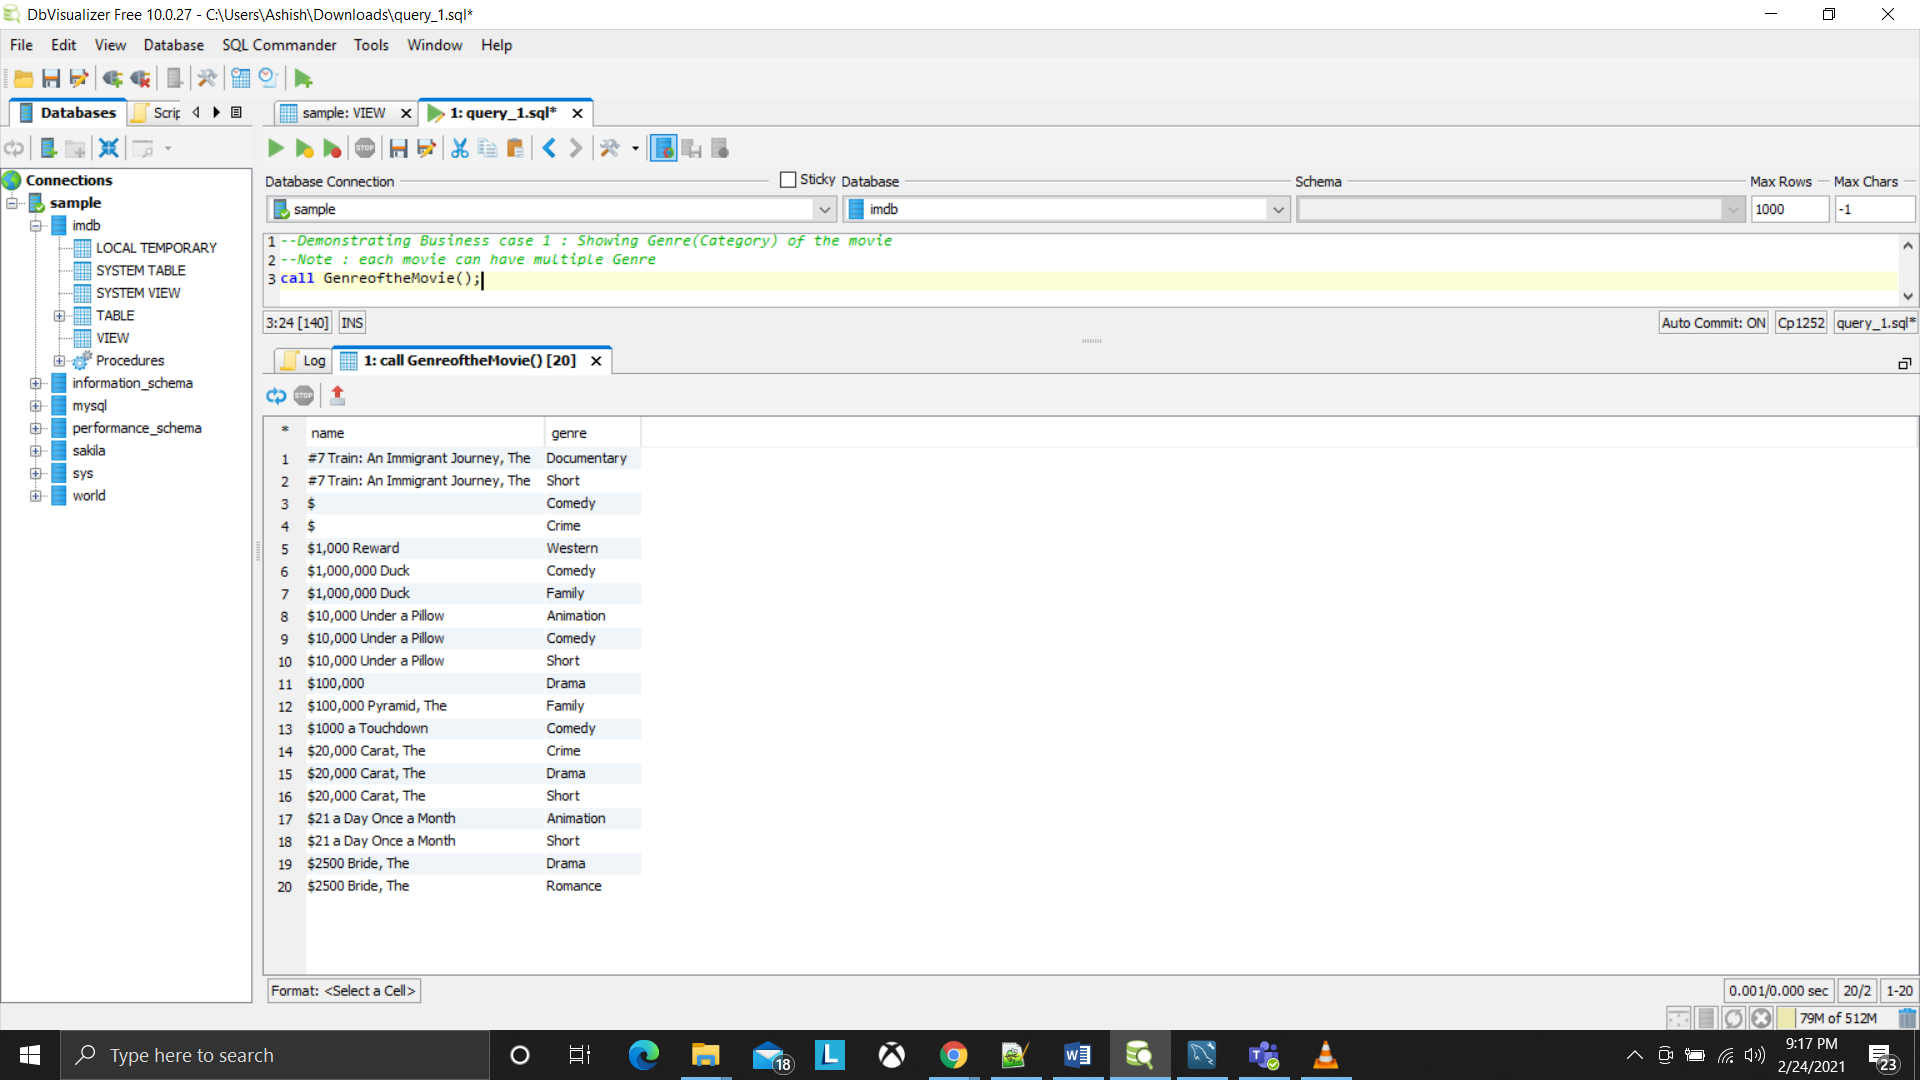 DbVisualizer Free 10.0.27 - C:\Users\Ashish\Downloads\query_1.sql*
File Edit View Database SQL Commander Tools Window Help
Databases Scrip sample: VIEW 1: query_1.sql*
STOP
Connections
sample
imdb
LOCAL TEMPORARY
SYSTEM TABLE
SYSTEM VIEW
TABLE
VIEW
Procedures
information_schema
mysql
performance_schema
sakila
sys
world
Database Connection Sticky Database Schema Max Rows Max Chars
sample imdb 1000 -1
1 --Demonstrating Business case 1 : Showing Genre(Category) of the movie
2 --Note : each movie can have multiple Genre
3 call GenreoftheMovie();
3:24 [140] INS Auto Commit: ON Cp1252 query_1.sql*
Log 1: call GenreoftheMovie() [20]
STOP
* name genre
1 #7 Train: An Immigrant Journey, The Documentary
2 #7 Train: An Immigrant Journey, The Short
3 $ Comedy
4 $ Crime
5 $1,000 Reward Western
6 $1,000,000 Duck Comedy
7 $1,000,000 Duck Family
8 $10,000 Under a Pillow Animation
9 $10,000 Under a Pillow Comedy
10 $10,000 Under a Pillow Short
11 $100,000 Drama
12 $100,000 Pyramid, The Family
13 $1000 a Touchdown Comedy
14 $20,000 Carat, The Crime
15 $20,000 Carat, The Drama
16 $20,000 Carat, The Short
17 $21 a Day Once a Month Animation
18 $21 a Day Once a Month Short
19 $2500 Bride, The Drama
20 $2500 Bride, The Romance
Format: <Select a Cell> 0.001/0.000 sec 20/2 1-20
79M of 512M
Type here to search 18 L W T 9:17 PM
2/24/2021 23